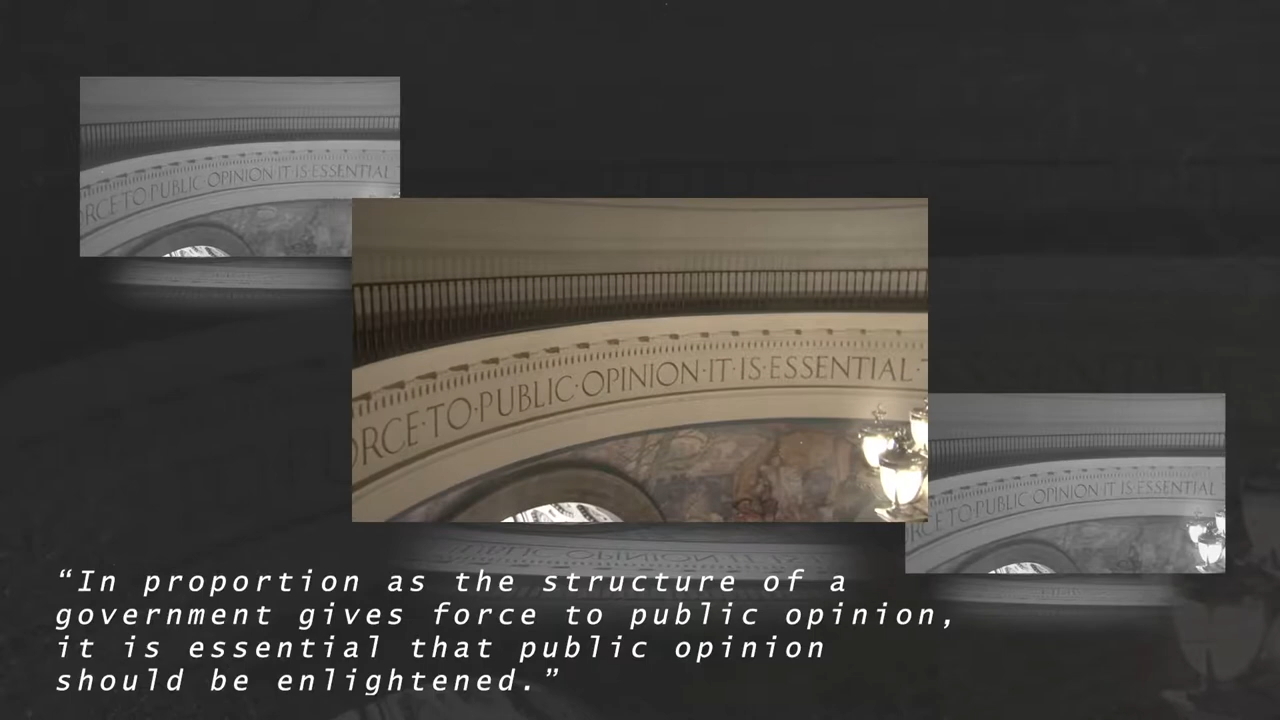 RCE TO PUBLIC OPINION IT IS ESSENTIAL
ORCE·TO·PUBLIC·OPINION·IT·IS·ESSENTIAL·
E TO PUBLIC OPINION IT IS ESSENTIAL
“In proportion as the structure of a
government gives force to public opinion,
it is essential that public opinion
should be enlightened.”